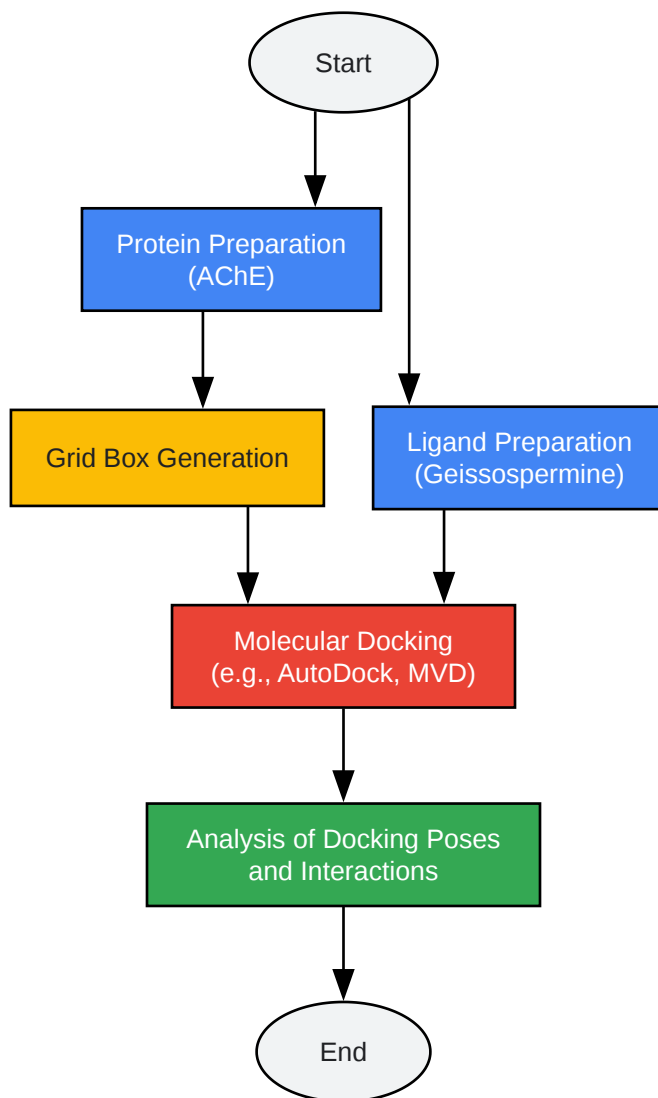 Start
Protein Preparation
(AChE)
Grid Box Generation
Ligand Preparation
(Geissospermine)
Molecular Docking
(e.g., AutoDock, MVD)
Analysis of Docking Poses
and Interactions
End